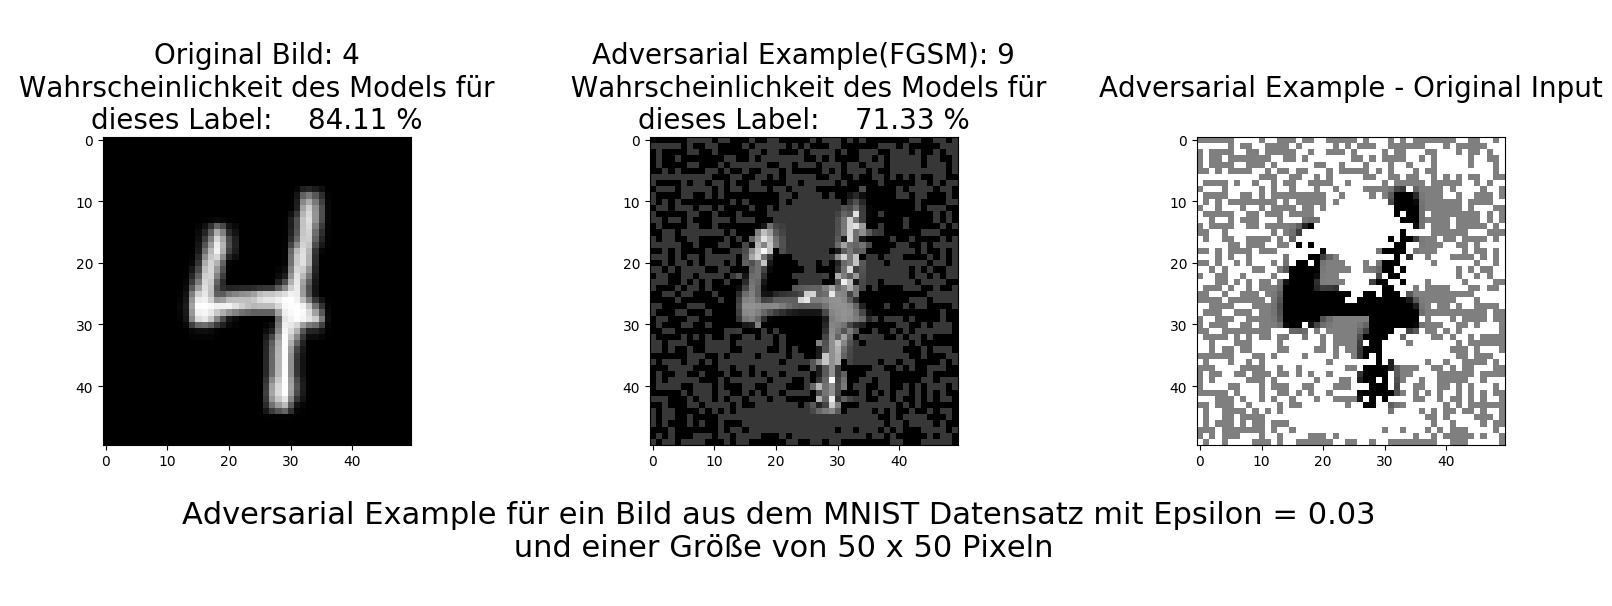 Original Bild: 4
Wahrscheinlichkeit des Models für
dieses Label: 84.11 %
0
10
20
30
40
0 10 20 30 40
Adversarial Example(FGSM): 9
Wahrscheinlichkeit des Models für
dieses Label: 71.33 %
0
10
20
30
40
0 10 20 30 40
Adversarial Example - Original Input
0
10
20
30
40
0 10 20 30 40
Adversarial Example für ein Bild aus dem MNIST Datensatz mit Epsilon = 0.03
und einer Größe von 50 x 50 Pixeln